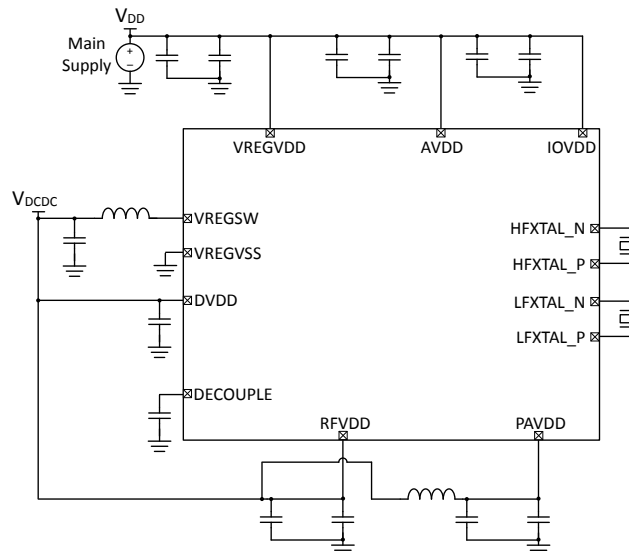 VDD
Main
Supply
+
−
VREGVDD
AVDD
IOVDD
VDCDC
VREGSW
HFXTAL_N
VREGVSS
HFXTAL_P
DVDD
LFXTAL_N
LFXTAL_P
DECOUPLE
RFVDD
PAVDD